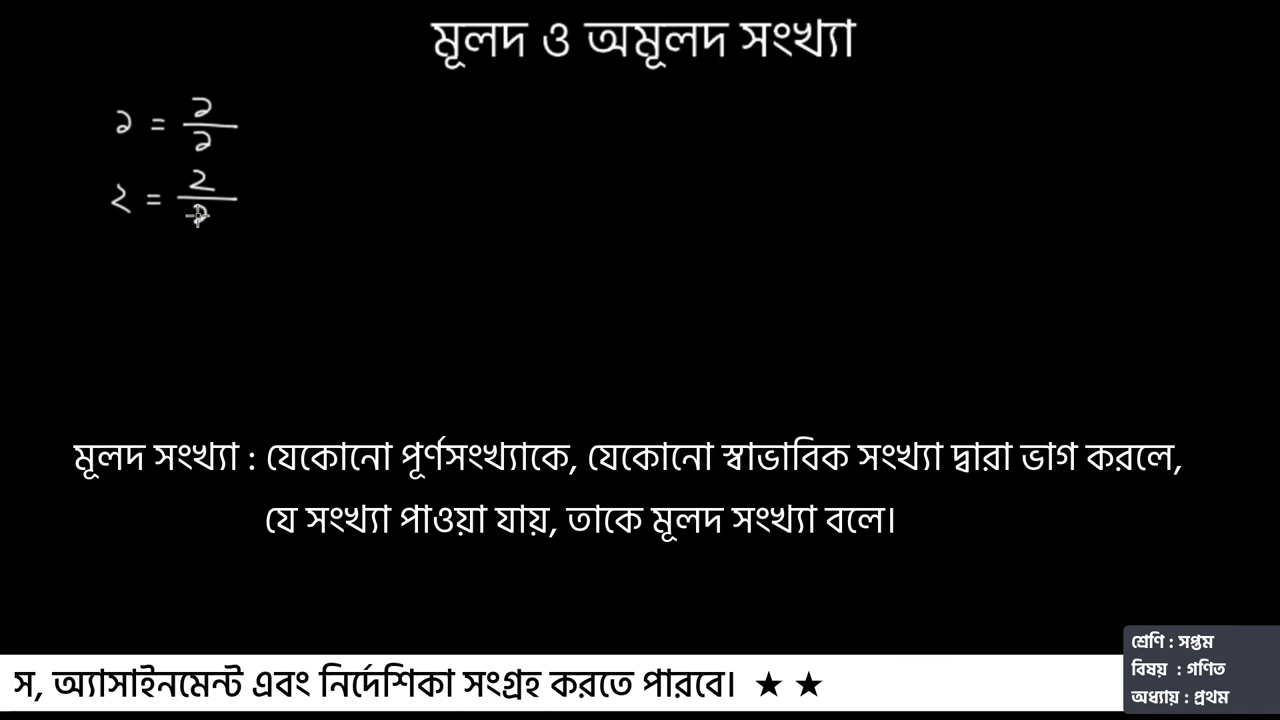 মূলদ ও অমূলদ সংখ্যা
১ = ১/১
২ = ২/১
মূলদ সংখ্যা : যেকোনো পূর্ণসংখ্যাকে, যেকোনো স্বাভাবিক সংখ্যা দ্বারা ভাগ করলে,
যে সংখ্যা পাওয়া যায়, তাকে মূলদ সংখ্যা বলে।
শ্রেণি : সপ্তম
বিষয় : গণিত
অধ্যায় : প্রথম
স, অ্যাসাইনমেন্ট এবং নির্দেশিকা সংগ্রহ করতে পারবে। ★ ★